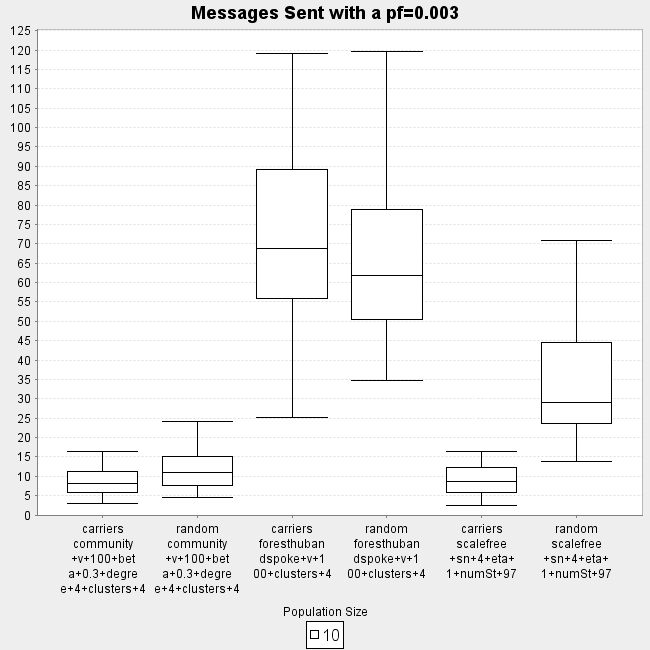 Messages Sent with a pf=0.003
125
120
115
110
105
100
95
90
85
80
75
70
65
60
55
50
45
40
35
30
25
20
15
10
5
0
carriers
community
+v+100+bet
a+0.3+degre
e+4+clusters+4
random
community
+v+100+bet
a+0.3+degre
e+4+clusters+4
carriers
foresthuban
dspoke+v+1
00+clusters+4
random
foresthuban
dspoke+v+1
00+clusters+4
carriers
scalefree
+sn+4+eta+
1+numSt+97
random
scalefree
+sn+4+eta+
1+numSt+97
Population Size
10